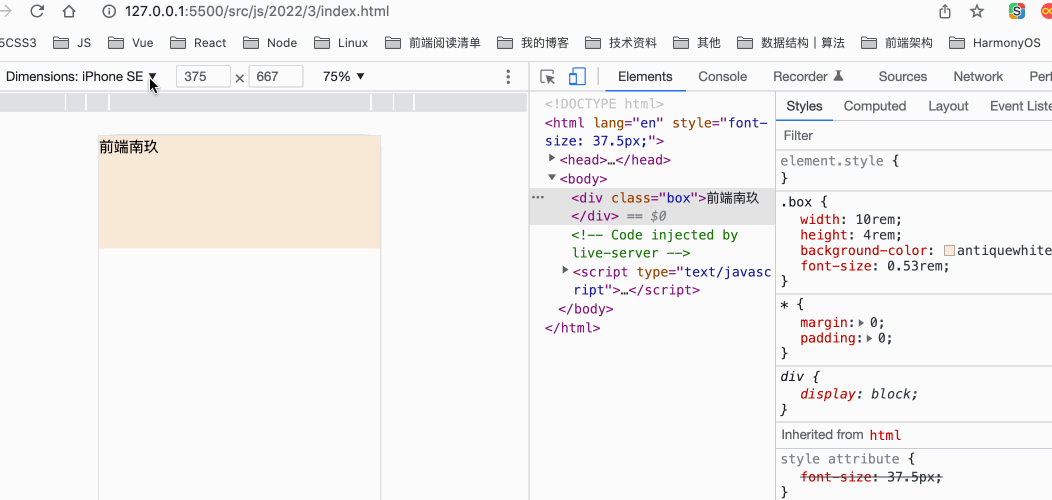 127.0.0.1:5500/src/js/2022/3/index.html
5CSS3 JS Vue React Node Linux 前端阅读清单 我的博客 技术资料 其他 数据结构 | 算法 前端架构 HarmonyOS
Dimensions: iPhone SE 375 × 667 75%
Elements Console Recorder Sources Network Perf
前端南玖
<!DOCTYPE html>
<html lang="en" style="font-
size: 37.5px;">
<head>…</head>
<body>
<div class="box">前端南玖
</div> == $0
<!-- Code injected by
live-server -->
<script type="text/javasc
ript">…</script>
</body>
</html>
Styles Computed Layout Event Liste
Filter
element.style {
}
.box {
width: 10rem;
height: 4rem;
background-color: antiquewhite
font-size: 0.53rem;
}
* {
margin: 0;
padding: 0;
}
div {
display: block;
}
Inherited from html
style attribute {
font-size: 37.5px;
}